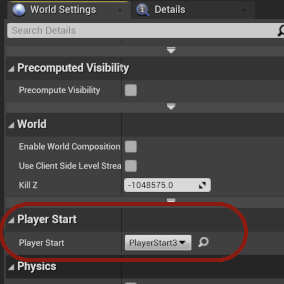 World Settings
Details
Search Details
Precomputed Visibility
Precompute Visibility
World
Enable World Composition
Use Client Side Level Strea
Kill Z
-1048575.0
Player Start
Player Start
PlayerStart3
Physics